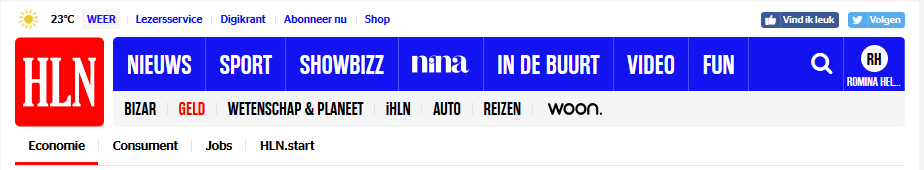 23°C WEER Lezersservice Digikrant Abonneer nu Shop Vind ik leuk Volgen
HLN NIEUWS SPORT SHOWBIZZ nina IN DE BUURT VIDEO FUN RH
ROMINA HEL...
BIZAR GELD WETENSCHAP & PLANEET iHLN AUTO REIZEN WOON.
Economie Consument Jobs HLN.start